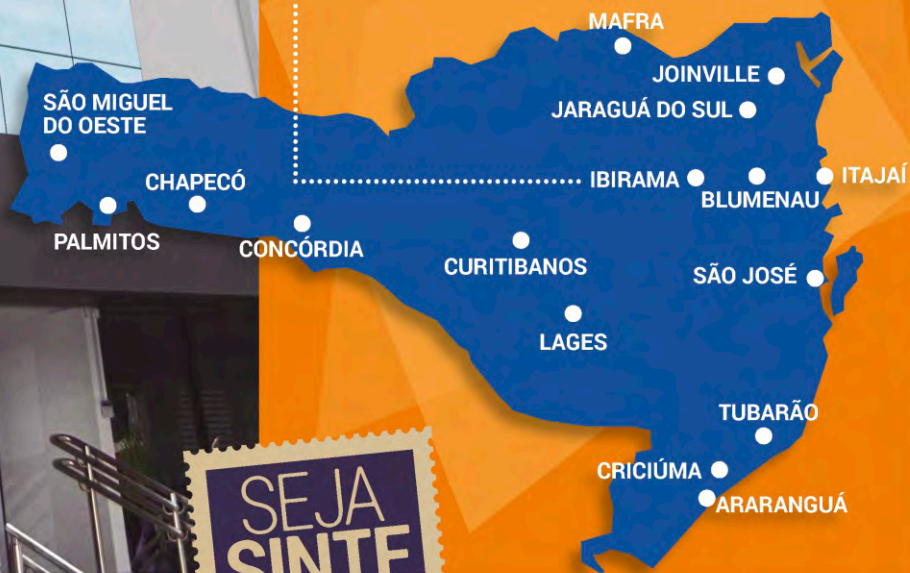 MAFRA
JOINVILLE
JARAGUÁ DO SUL
SÃO MIGUEL
DO OESTE
CHAPECÓ
IBIRAMA
ITAJAÍ
BLUMENAU
PALMITOS
CONCÓRDIA
CURITIBANOS
SÃO JOSÉ
LAGES
TUBARÃO
CRICIÚMA
ARARANGUÁ
SEJA
SINTE